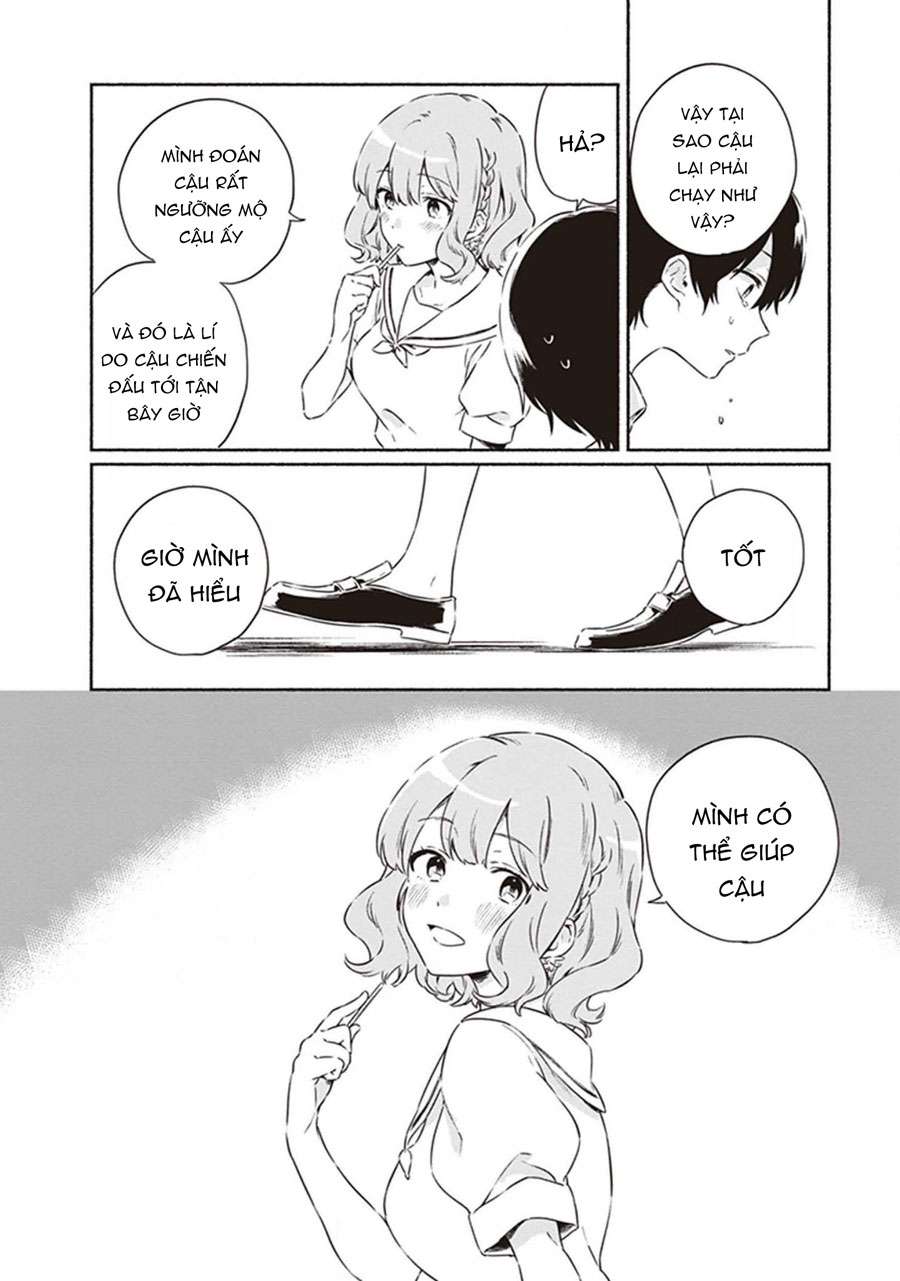 VẬY TẠI
SAO CẬU
LẠI PHẢI
CHẠY NHƯ
VẬY?
HẢ?
MÌNH ĐOÁN
CẬU RẤT
NGƯỠNG MỘ
CẬU ẤY
VÀ ĐÓ LÀ LÍ
DO CẬU CHIẾN
ĐẤU TỚI TẬN
BÂY GIỜ
TỐT
GIỜ MÌNH
ĐÃ HIỂU
MÌNH CÓ
THỂ GIÚP
CẬU